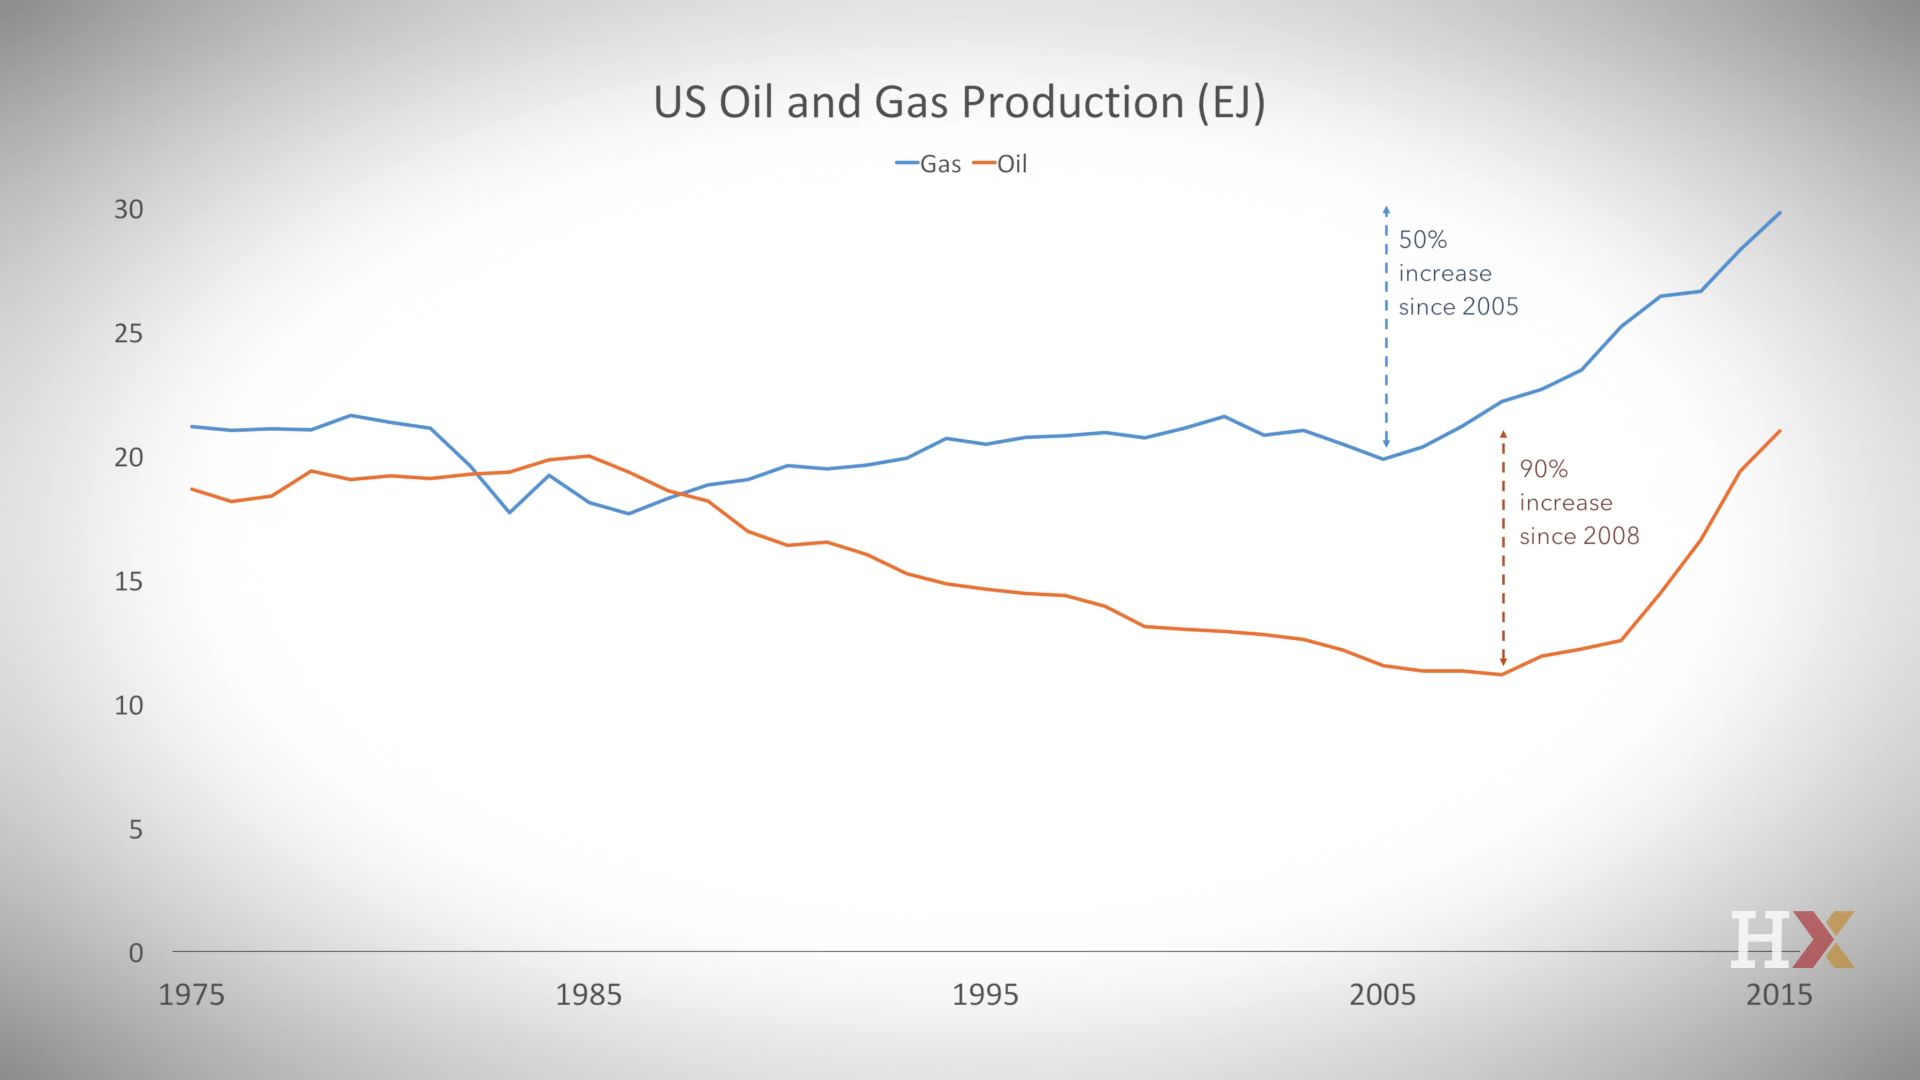 US Oil and Gas Production (EJ)
Gas Oil
30
50%
increase
since 2005
25
20
90%
increase
since 2008
15
10
5
0
HX
1975 1985 1995 2005 2015